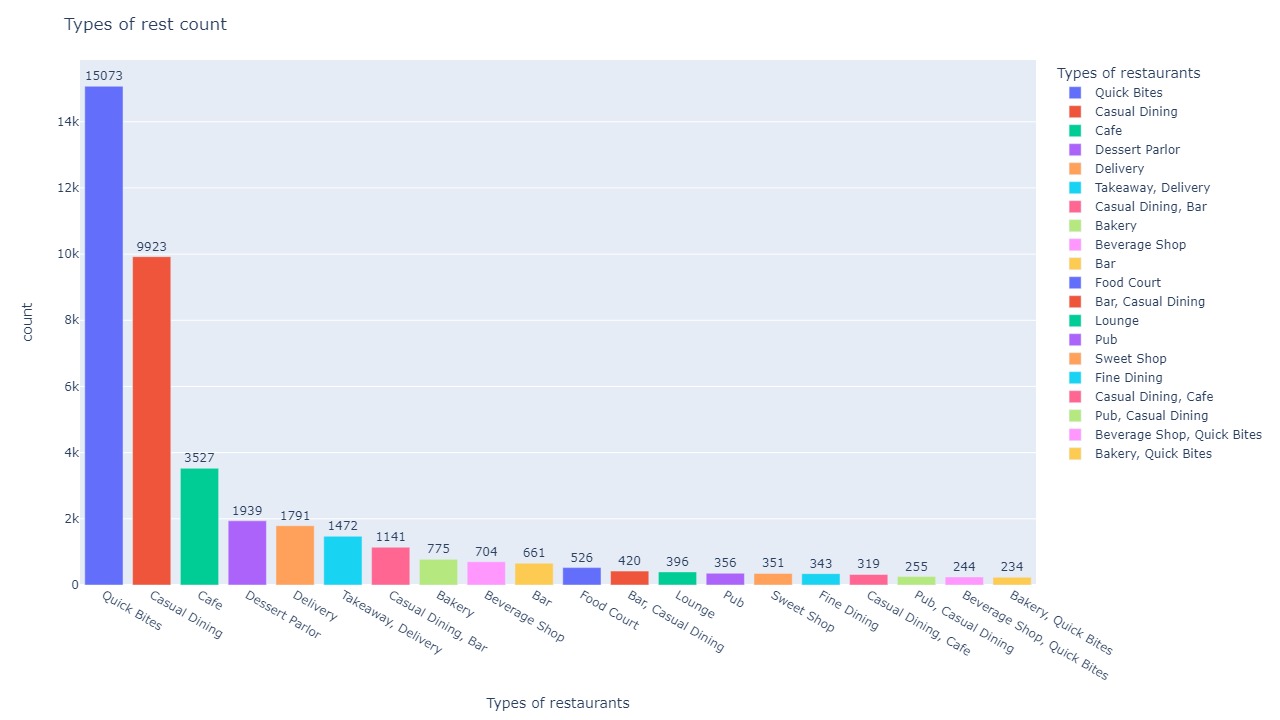 Types of rest count
15073
9923
3527
1939
1791
1472
1141
775
704
661
526
420
396
356
351
343
319
255
244
234
14k
12k
10k
8k
6k
4k
2k
0
count
Quick Bites
Casual Dining
Cafe
Dessert Parlor
Delivery
Takeaway, Delivery
Casual Dining, Bar
Bakery
Beverage Shop
Bar
Food Court
Bar, Casual Dining
Lounge
Pub
Sweet Shop
Fine Dining
Casual Dining, Cafe
Pub, Casual Dining
Beverage Shop, Quick Bites
Bakery, Quick Bites
Types of restaurants
Types of restaurants
Quick Bites
Casual Dining
Cafe
Dessert Parlor
Delivery
Takeaway, Delivery
Casual Dining, Bar
Bakery
Beverage Shop
Bar
Food Court
Bar, Casual Dining
Lounge
Pub
Sweet Shop
Fine Dining
Casual Dining, Cafe
Pub, Casual Dining
Beverage Shop, Quick Bites
Bakery, Quick Bites